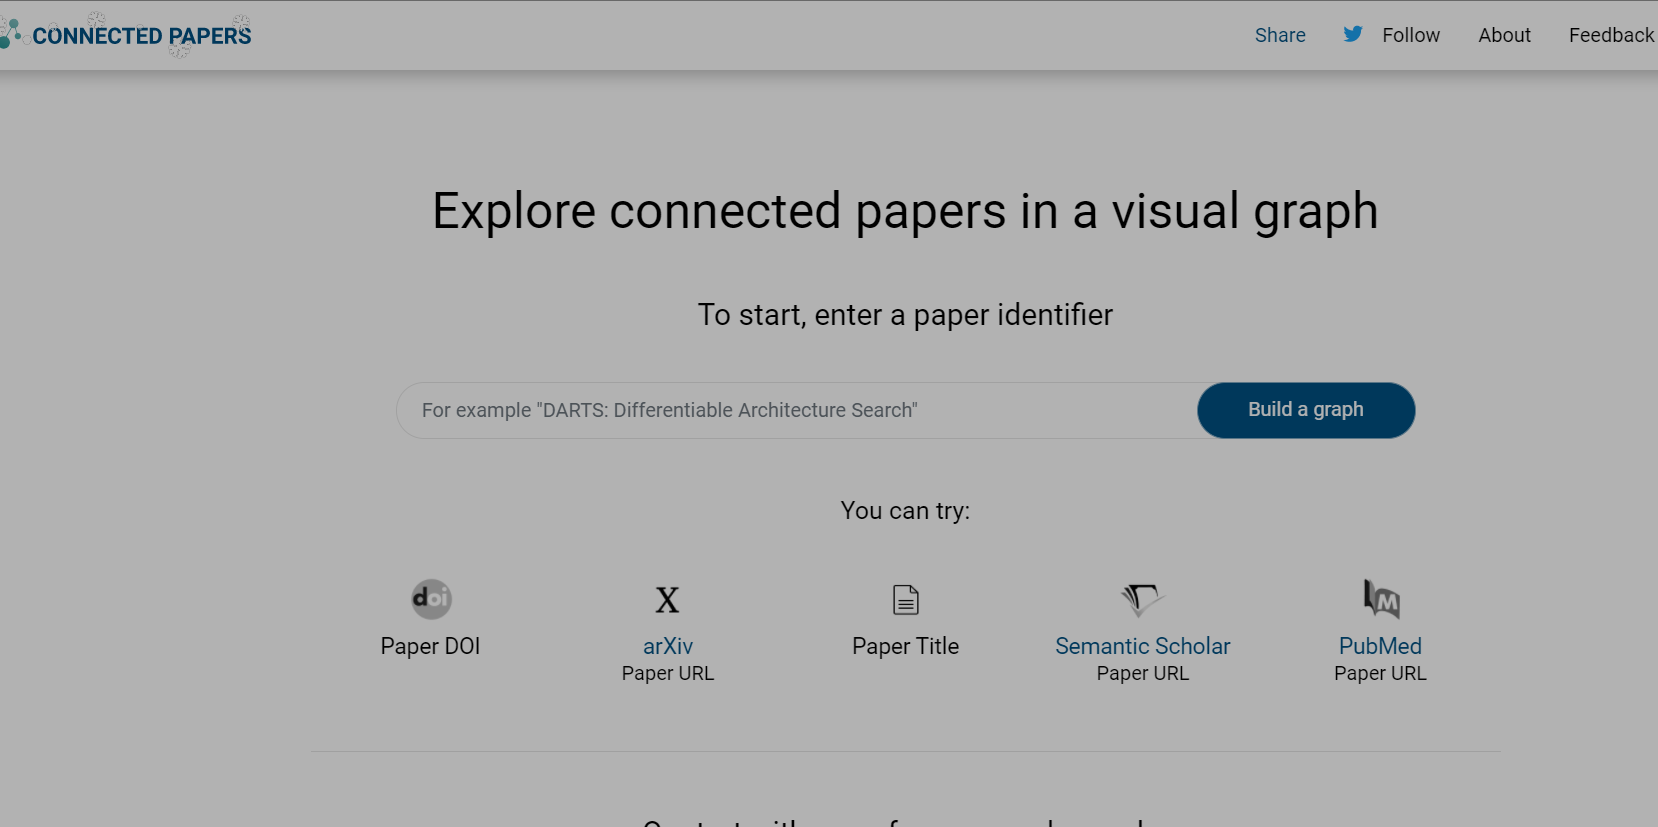 CONNECTED PAPERS
Share Follow About Feedback
Explore connected papers in a visual graph
To start, enter a paper identifier
For example "DARTS: Differentiable Architecture Search"
Build a graph
You can try:
doi X M
Paper DOI arXiv Paper Title Semantic Scholar PubMed
Paper URL Paper URL Paper URL